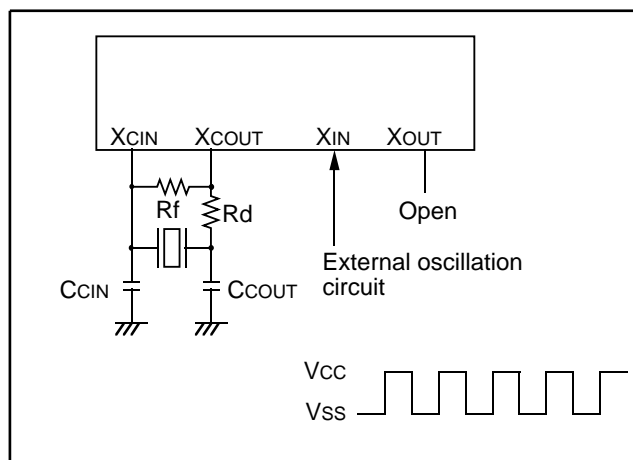 XCIN XCOUT XIN XOUT
Rf
Rd
Open
External oscillation
circuit
CCIN
CCOUT
VCC
VSS